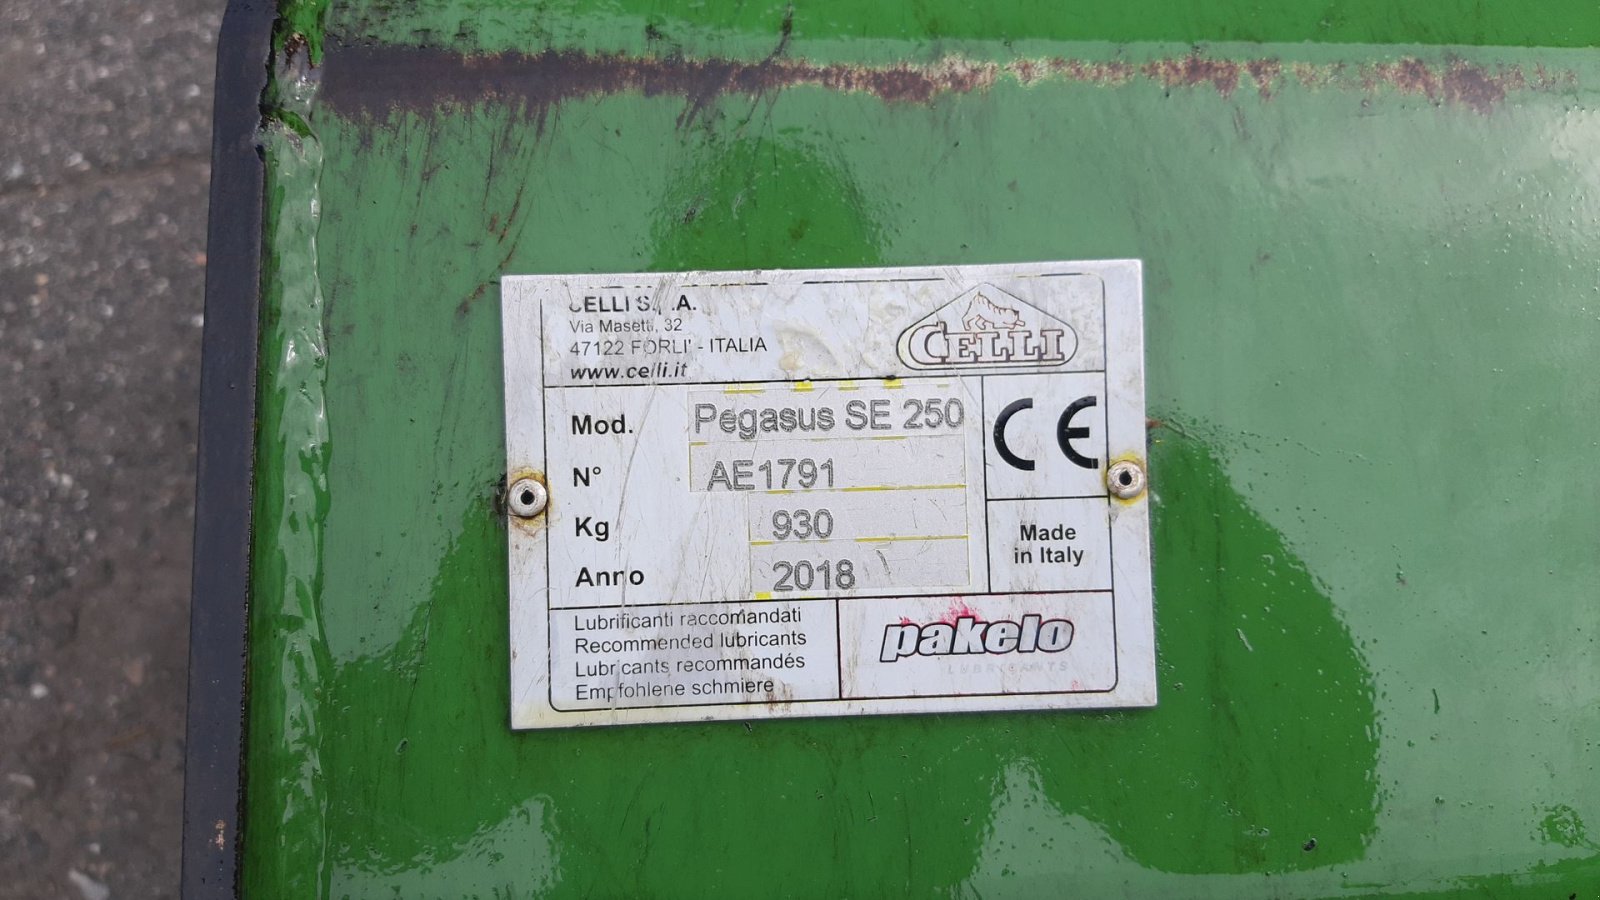 CELLI S.p.A.
Via Masetti, 32
47122 FORLI' - ITALIA
www.celli.it
CELLI
Mod. Pegasus SE 250
N° AE1791
Kg 930
Anno 2018
CE
Made
in Italy
Lubrificanti raccomandati
Recommended lubricants
Lubricants recommandés
Empfohlene schmiere
pakelo
LUBRICANTS